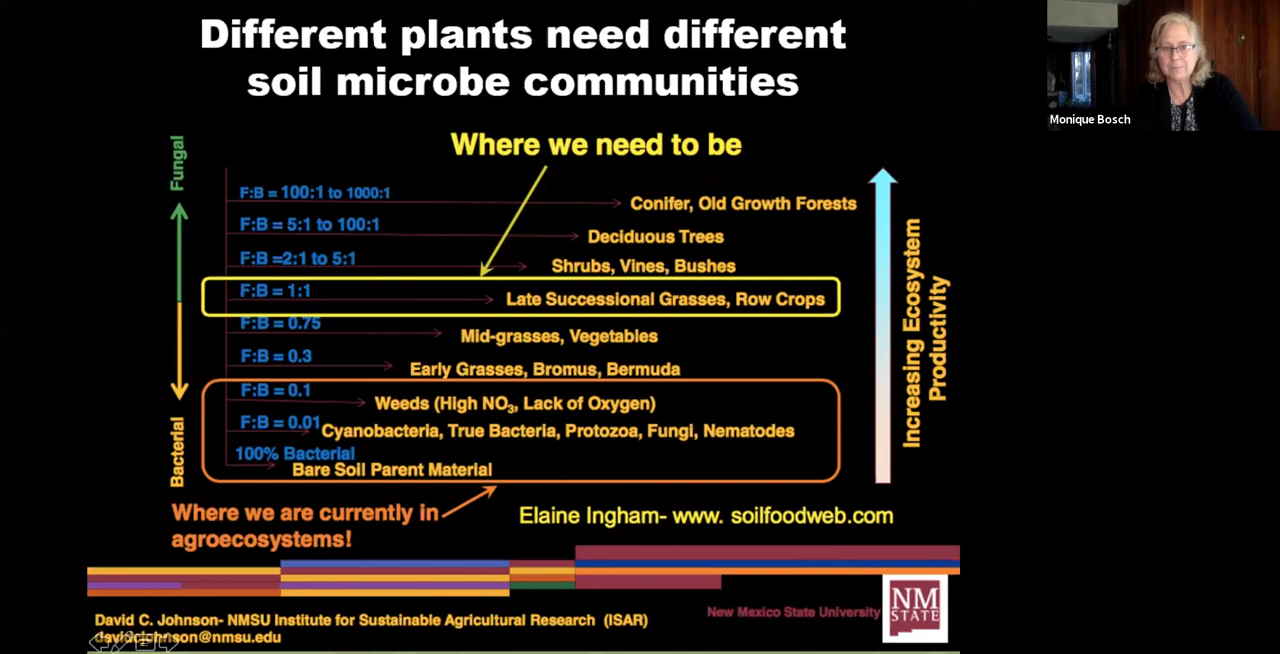 Different plants need different
soil microbe communities
Monique Bosch
Where we need to be
Fungal
F:B = 100:1 to 1000:1
Conifer, Old Growth Forests
F:B = 5:1 to 100:1
Deciduous Trees
F:B =2:1 to 5:1
Shrubs, Vines, Bushes
F:B = 1:1
Late Successional Grasses, Row Crops
F:B = 0.75
Mid-grasses, Vegetables
F:B = 0.3
Early Grasses, Bromus, Bermuda
F:B = 0.1
Weeds (High NO3, Lack of Oxygen)
F:B = 0.01
Cyanobacteria, True Bacteria, Protozoa, Fungi, Nematodes
100% Bacterial
Bare Soil Parent Material
Bacterial
Increasing Ecosystem
Productivity
Where we are currently in
agroecosystems!
Elaine Ingham- www. soilfoodweb.com
David C. Johnson- NMSU Institute for Sustainable Agricultural Research (ISAR)
New Mexico State University
NM
STATE